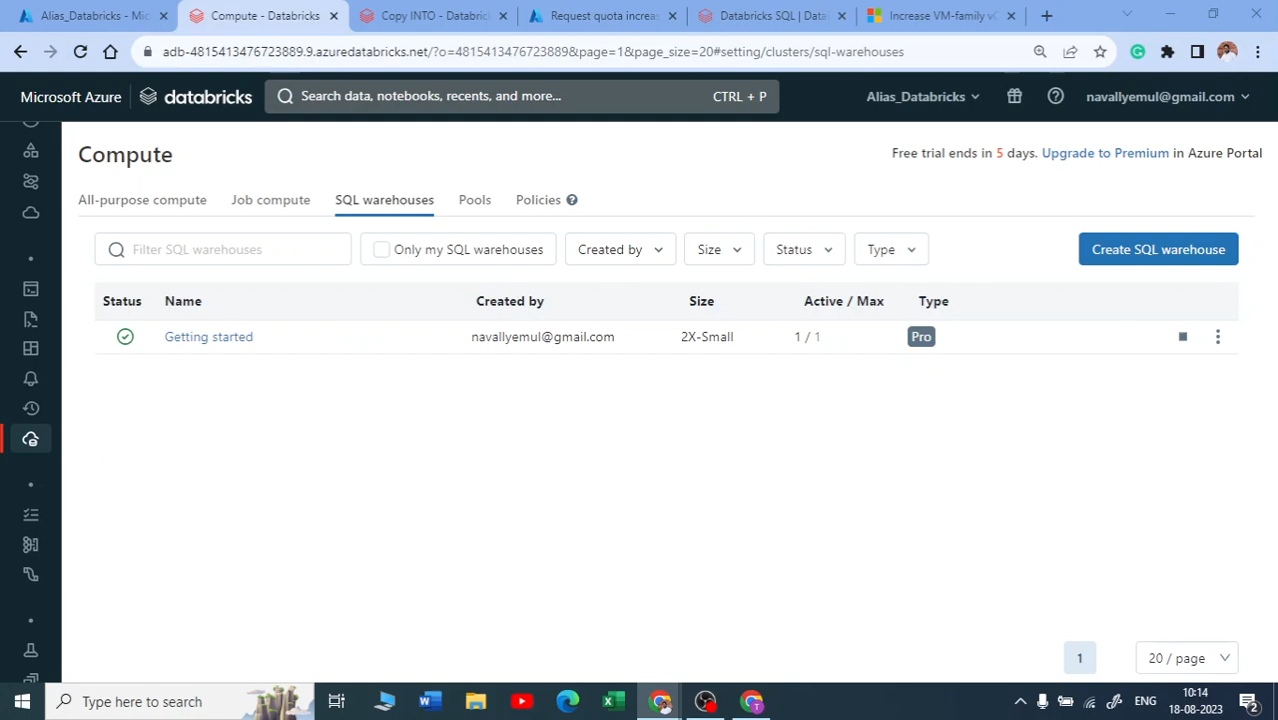 Alias_Databricks - Mic
Compute - Databricks
Copy INTO - Databric
Request quota increa
Databricks SQL | Data
Increase VM-family vC
adb-4815413476723889.9.azuredatabricks.net/?o=4815413476723889&page=1&page_size=20#setting/clusters/sql-warehouses
Microsoft Azure
databricks
Search data, notebooks, recents, and more...
CTRL + P
Alias_Databricks
navallyemul@gmail.com
Compute
Free trial ends in 5 days. Upgrade to Premium in Azure Portal
All-purpose compute
Job compute
SQL warehouses
Pools
Policies
Filter SQL warehouses
Only my SQL warehouses
Created by
Size
Status
Type
Create SQL warehouse
Status Name Created by Size Active / Max Type
Getting started navallyemul@gmail.com 2X-Small 1 / 1 Pro
1
20 / page
Type here to search
ENG
10:14
18-08-2023
2